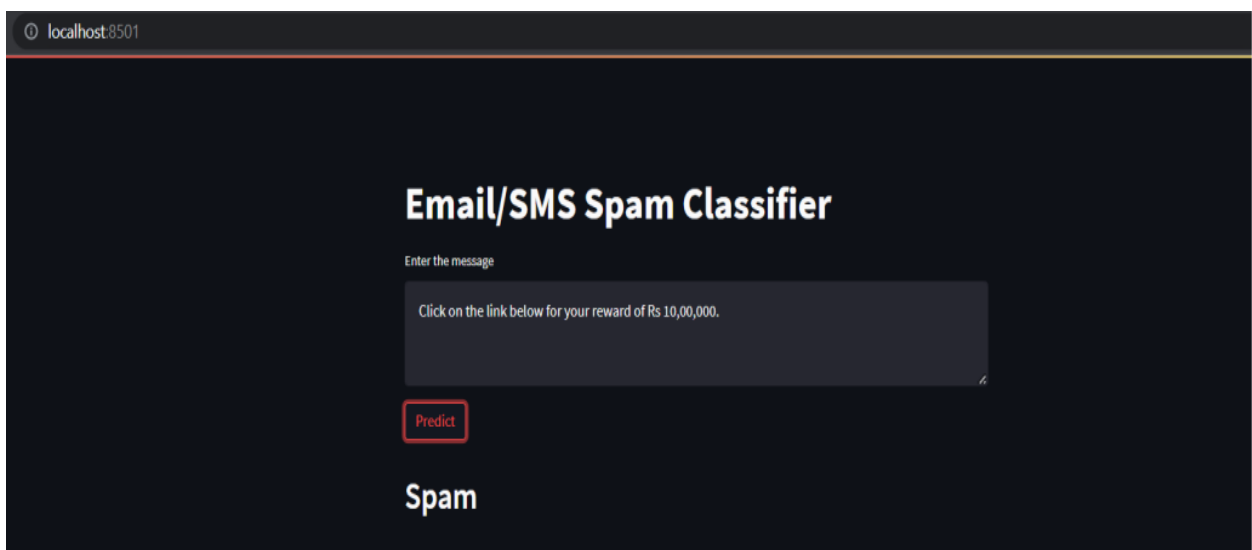 localhost:8501
Email/SMS Spam Classifier
Enter the message
Click on the link below for your reward of Rs 10,00,000.
Predict
Spam